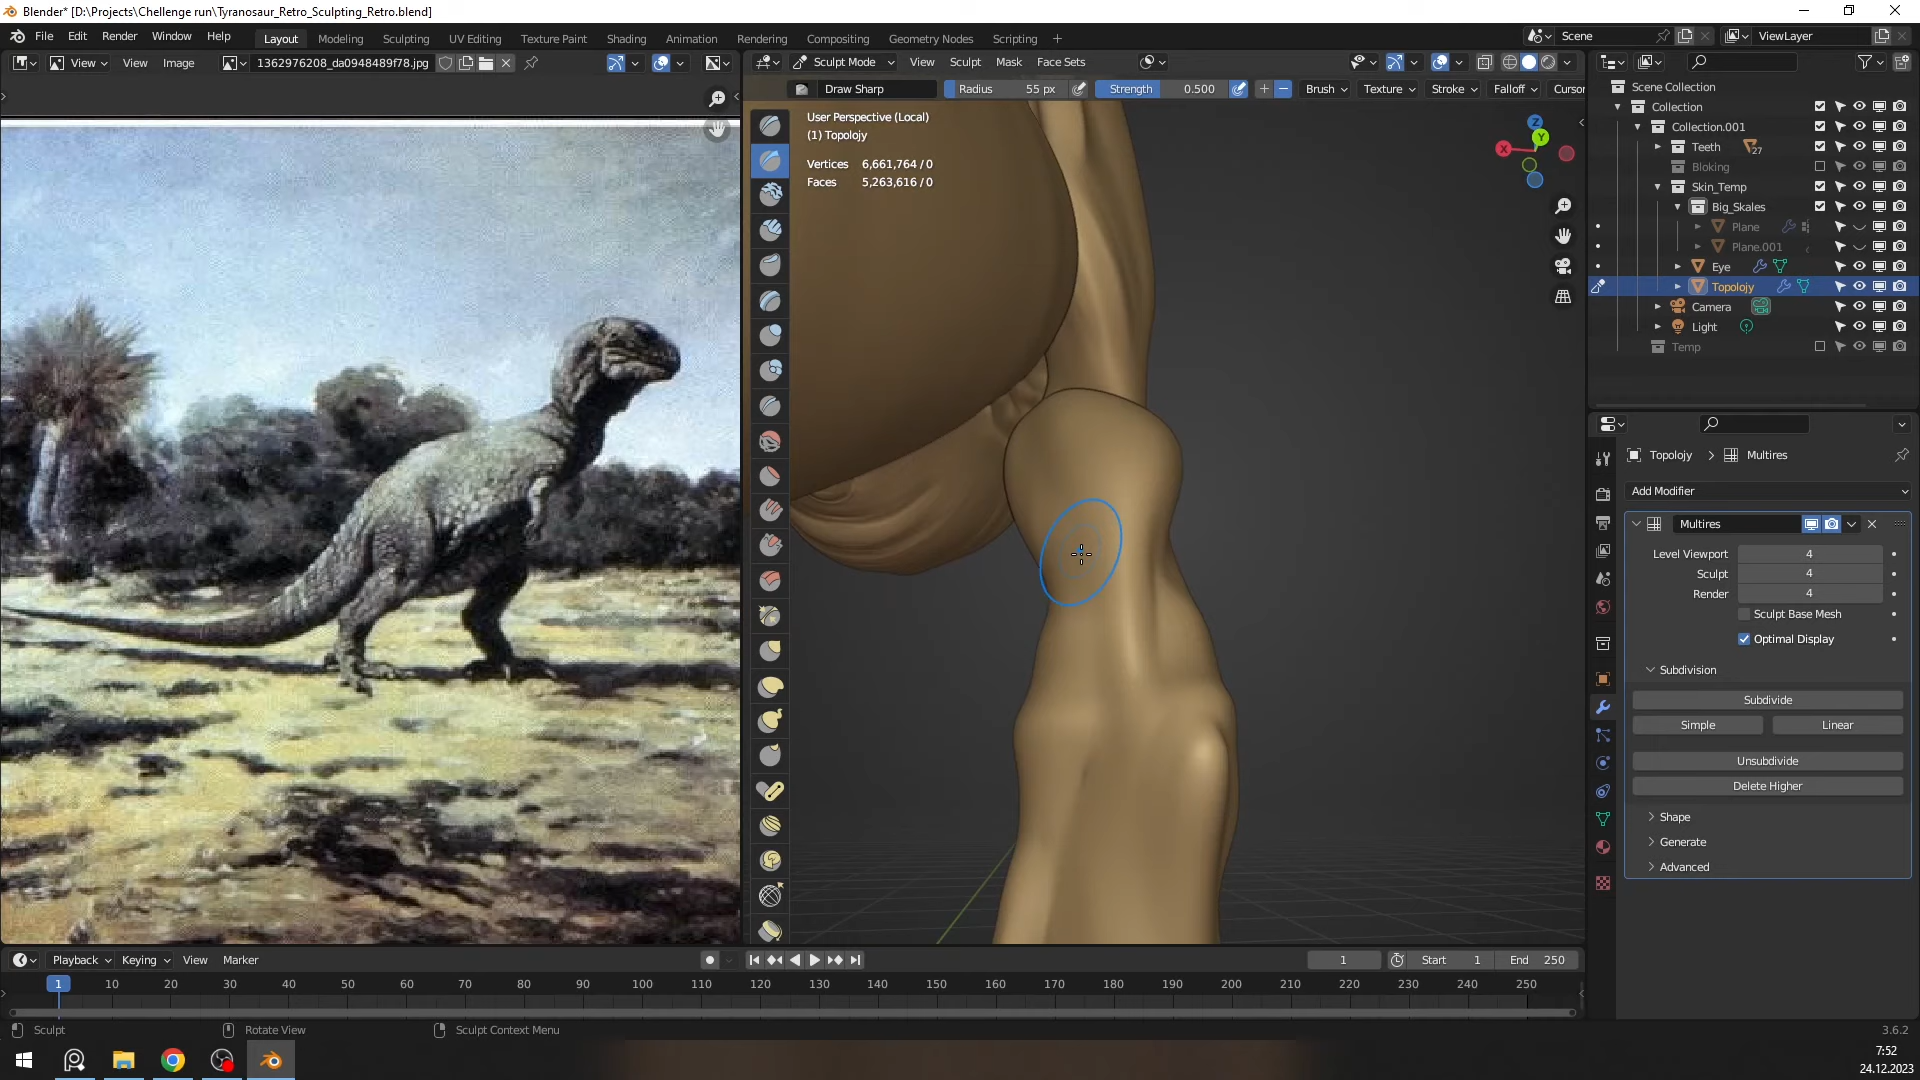 Blender* [D:\Projects\Chellenge run\Tyranosaur_Retro_Sculpting_Retro.blend]
File Edit Render Window Help Layout Modeling Sculpting UV Editing Texture Paint Shading Animation Rendering Compositing Geometry Nodes Scripting + Scene ViewLayer
View View Image 1362976208_da0948489f78.jpg Sculpt Mode View Sculpt Mask Face Sets
Draw Sharp Radius 55 px Strength 0.500 Brush Texture Stroke Falloff Cursor
User Perspective (Local)
(1) Topolojy
Vertices 6,661,764 / 0
Faces 5,263,616 / 0
Z
Y
X
Scene Collection
Collection
Collection.001
Teeth 27
Bloking
Skin_Temp
Big_Skales
Plane
Plane.001
Eye
Topolojy
Camera
Light
Temp
Topolojy > Multires
Add Modifier
Multires
Level Viewport 4
Sculpt 4
Render 4
Sculpt Base Mesh
Optimal Display
Subdivision
Subdivide
Simple Linear
Unsubdivide
Delete Higher
Shape
Generate
Advanced
Playback Keying View Marker 1 Start 1 End 250
1 10 20 30 40 50 60 70 80 90 100 110 120 130 140 150 160 170 180 190 200 210 220 230 240 250
Sculpt Rotate View Sculpt Context Menu 3.6.2
7:52
24.12.2023